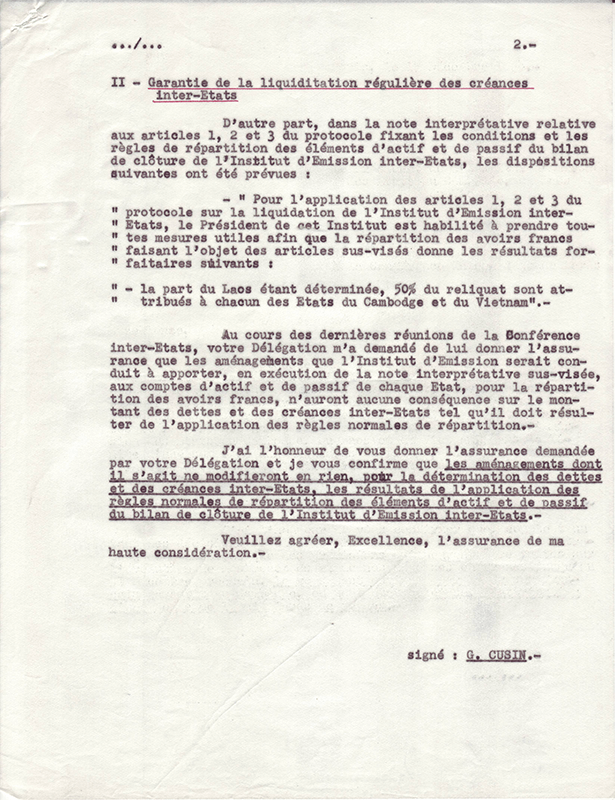 .../... 2.-
II - Garantie de la liquiditation régulière des créances
inter-Etats
D'autre part, dans la note interprétative relative
aux articles 1, 2 et 3 du protocole fixant les conditions et les
règles de répartition des éléments d'actif et de passif du bilan
de clôture de l'Institut d'Emission inter-Etats, les dispositions
suivantes ont été prévues :
- " Pour l'application des articles 1, 2 et 3 du
" protocole sur la liquidation de l'Institut d'Emission inter-
" Etats, le Président de cet Institut est habilité à prendre tou-
" tes mesures utiles afin que la répartition des avoirs francs
" faisant l'objet des articles sus-visés donne les résultats for-
" faitaires suivants :
" - la part du Laos étant déterminée, 50% du reliquat sont at-
" tribués à chacun des Etats du Cambodge et du Vietnam".-
Au cours des dernières réunions de la Conférence
inter-Etats, votre Délégation m'a demandé de lui donner l'assu-
rance que les aménagements que l'Institut d'Emission serait con-
duit à apporter, en exécution de la note interprétative sus-visée,
aux comptes d'actif et de passif de chaque Etat, pour la réparti-
tion des avoirs francs, n'auront aucune conséquence sur le mon-
tant des dettes et des créances inter-Etats tel qu'il doit résul-
ter de l'application des règles normales de répartition.-
J'ai l'honneur de vous donner l'assurance demandée
par votre Délégation et je vous confirme que les aménagements dont
il s'agit ne modifieront en rien, pour la détermination des dettes
et des créances inter-Etats, les résultats de l'application des
règles normales de répartition des éléments d'actif et de passif
du bilan de clôture de l'Institut d'Emission inter-Etats.-
Veuillez agréer, Excellence, l'assurance de ma
haute considération.-
signé : G. CUSIN.-